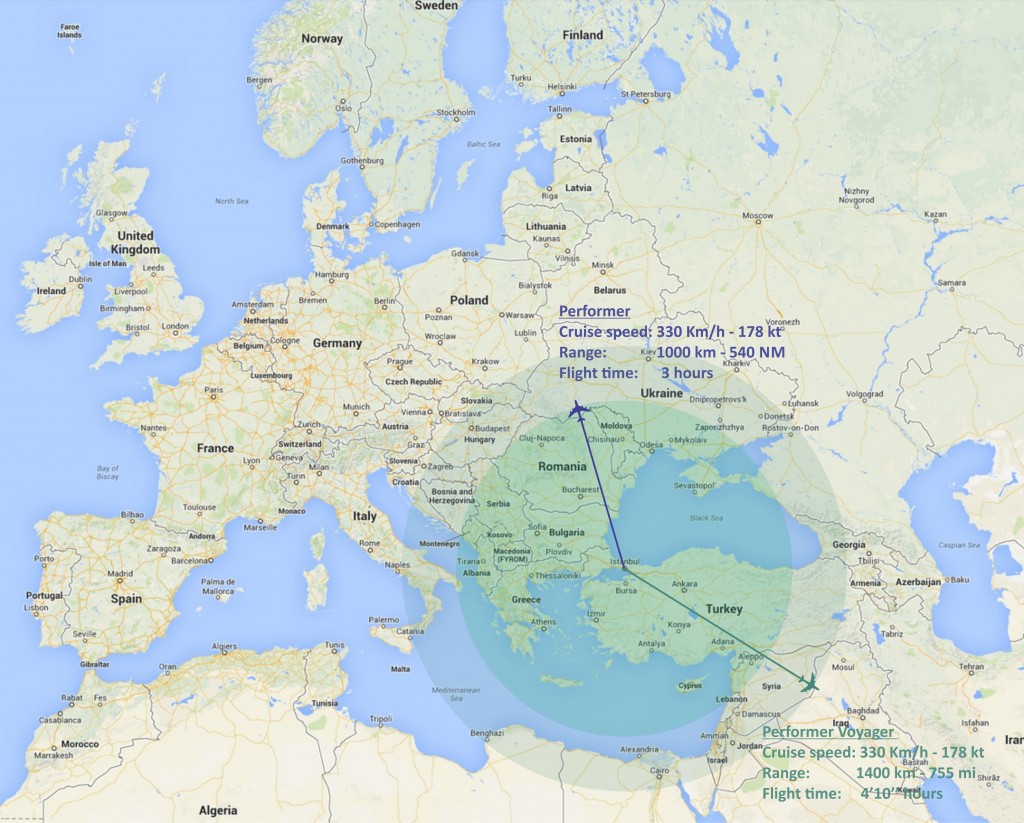 Sweden
Faroe
Islands
Norway
Finland
Bergen
Turku
Helsinki
St Petersburg
Oslo
Stockholm
Tallinn
Estonia
Baltic Sea
Gothenburg
Latvia
Riga
Nizhny
Novgorod
North Sea
Glasgow
Moscow
Kazan
Denmark
Copenhagen
Lithuania
Kaunas
United
Kingdom
Vilnius
Isle of Man
Leeds
Gdansk
Minsk
Dublin
Ireland
Liverpool
Hamburg
Bialystok
Belarus
Samara
Birmingham
Amsterdam
Bremen
Berlin
Poland
Netherlands
Poznan
Warsaw
Performer
Bristol
London
Wroclaw
Lublin
Cruise speed: 330 Km/h - 178 kt
Voronezh
Belgium
Cologne
Germany
Range: 1000 km - 540 NM
Kiev
Prague
Krakow
Kharkiv
Luxembourg
Czech Republic
Flight time: 3 hours
Paris
Ukraine
Volgograd
Slovakia
Dnipropetrovs'k
Luhansk
Munich
Vienna
Bratislava
Donetsk
Nantes
Zurich
Austria
Budapest
Moldova
Zaporizhzhya
Rostov-on-Don
France
Switzerland
Graz
Hungary
Cluj-Napoca
Chisinau
Odesa
Mykolaiv
Lyon
Geneva
Slovenia
Zagreb
Romania
Bay of
Biscay
Milan
Turin
Croatia
Bosnia and
Herzegovina
Bucharest
Sevastopol'
Toulouse
Monaco
Serbia
Bilbao
Marseille
Italy
Black Sea
Andorra
Kosovo
Sofia
Bulgaria
Porto
Zaragoza
Rome
Montenegro
Macedonia
(FYROM)
Plovdiv
Georgia
Tbilisi
Caspian Sea
Barcelona
Naples
Tirana
Istanbul
Madrid
Albania
Thessaloniki
Ankara
Armenia
Azerbaijan
Baku
Palma de
Mallorca
Bursa
Portugal
Spain
Greece
Turkey
Lisbon
Izmir
Palermo
Athens
Konya
Seville
Catania
Antalya
Adana
Tabriz
Algiers
Tunis
Aleppo
Gibraltar
Oran
Malta
Mosul
Tehran
Cyprus
Syria
Rabat
Fes
Tunisia
Mediterranean
Sea
Lebanon
Casablanca
Tripoli
Damascus
Baghdad
Iraq
Isfahan
Benghazi
Amman
Performer Voyager
Iran
Morocco
Alexandria
Jordan
Cruise speed: 330 Km/h - 178 kt
Marrakesh
Israel
Basrah
Cairo
Range: 1400 km - 755 mi
Shiraz
Kuwait
Flight time: 4'10'' hours
Algeria